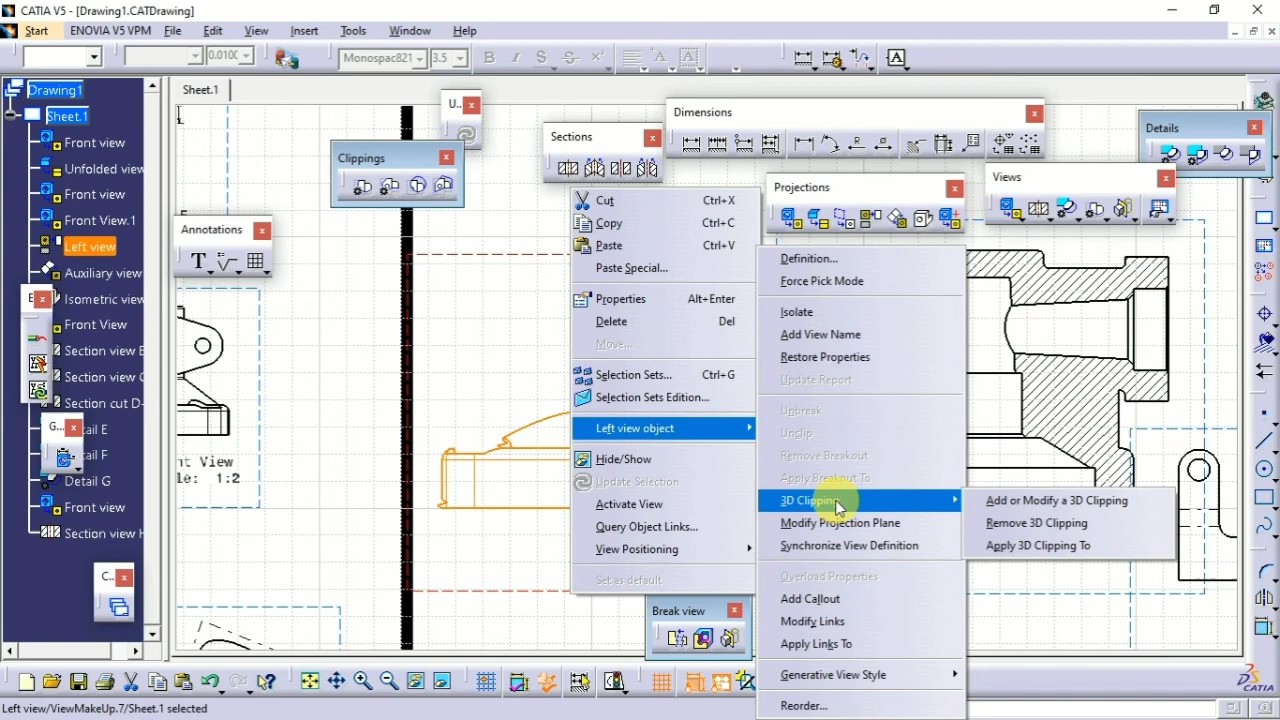 CATIA V5 - [Drawing1.CATDrawing]
Start ENOVIA V5 VPM File Edit View Insert Tools Window Help
0.010( Monospac821 3.5
Drawing1
Sheet.1
Front view
Unfolded view
Front view
Front View.1
Left view
Auxiliary view
Isometric view
Front View
Section view E
Section view C
Section cut D-
tail E
tail F
Detail G
Front view
Section view H
Sheet.1
U..
Clippings
Sections
Dimensions
Details
Projections
Views
Annotations
E
G...
C...
Break view
Cut Ctrl+X
Copy Ctrl+C
Paste Ctrl+V
Paste Special...
Properties Alt+Enter
Delete Del
Move...
Selection Sets... Ctrl+G
Selection Sets Edition...
Left view object
Hide/Show
Update Selection
Activate View
Query Object Links...
View Positioning
Set as default
Definition...
Force Pick Mode
Isolate
Add View Name
Restore Properties
Update Report
Unbreak
Unclip
Remove Breakout
Apply Breakout To
3D Clipping
Modify Projection Plane
Synchronize View Definition
Overload Properties
Add Callout
Modify Links
Apply Links To
Generative View Style
Reorder...
Add or Modify a 3D Clipping
Remove 3D Clipping
Apply 3D Clipping To
nt View
le: 1:2
CATIA
Left view/ViewMakeUp.7/Sheet.1 selected